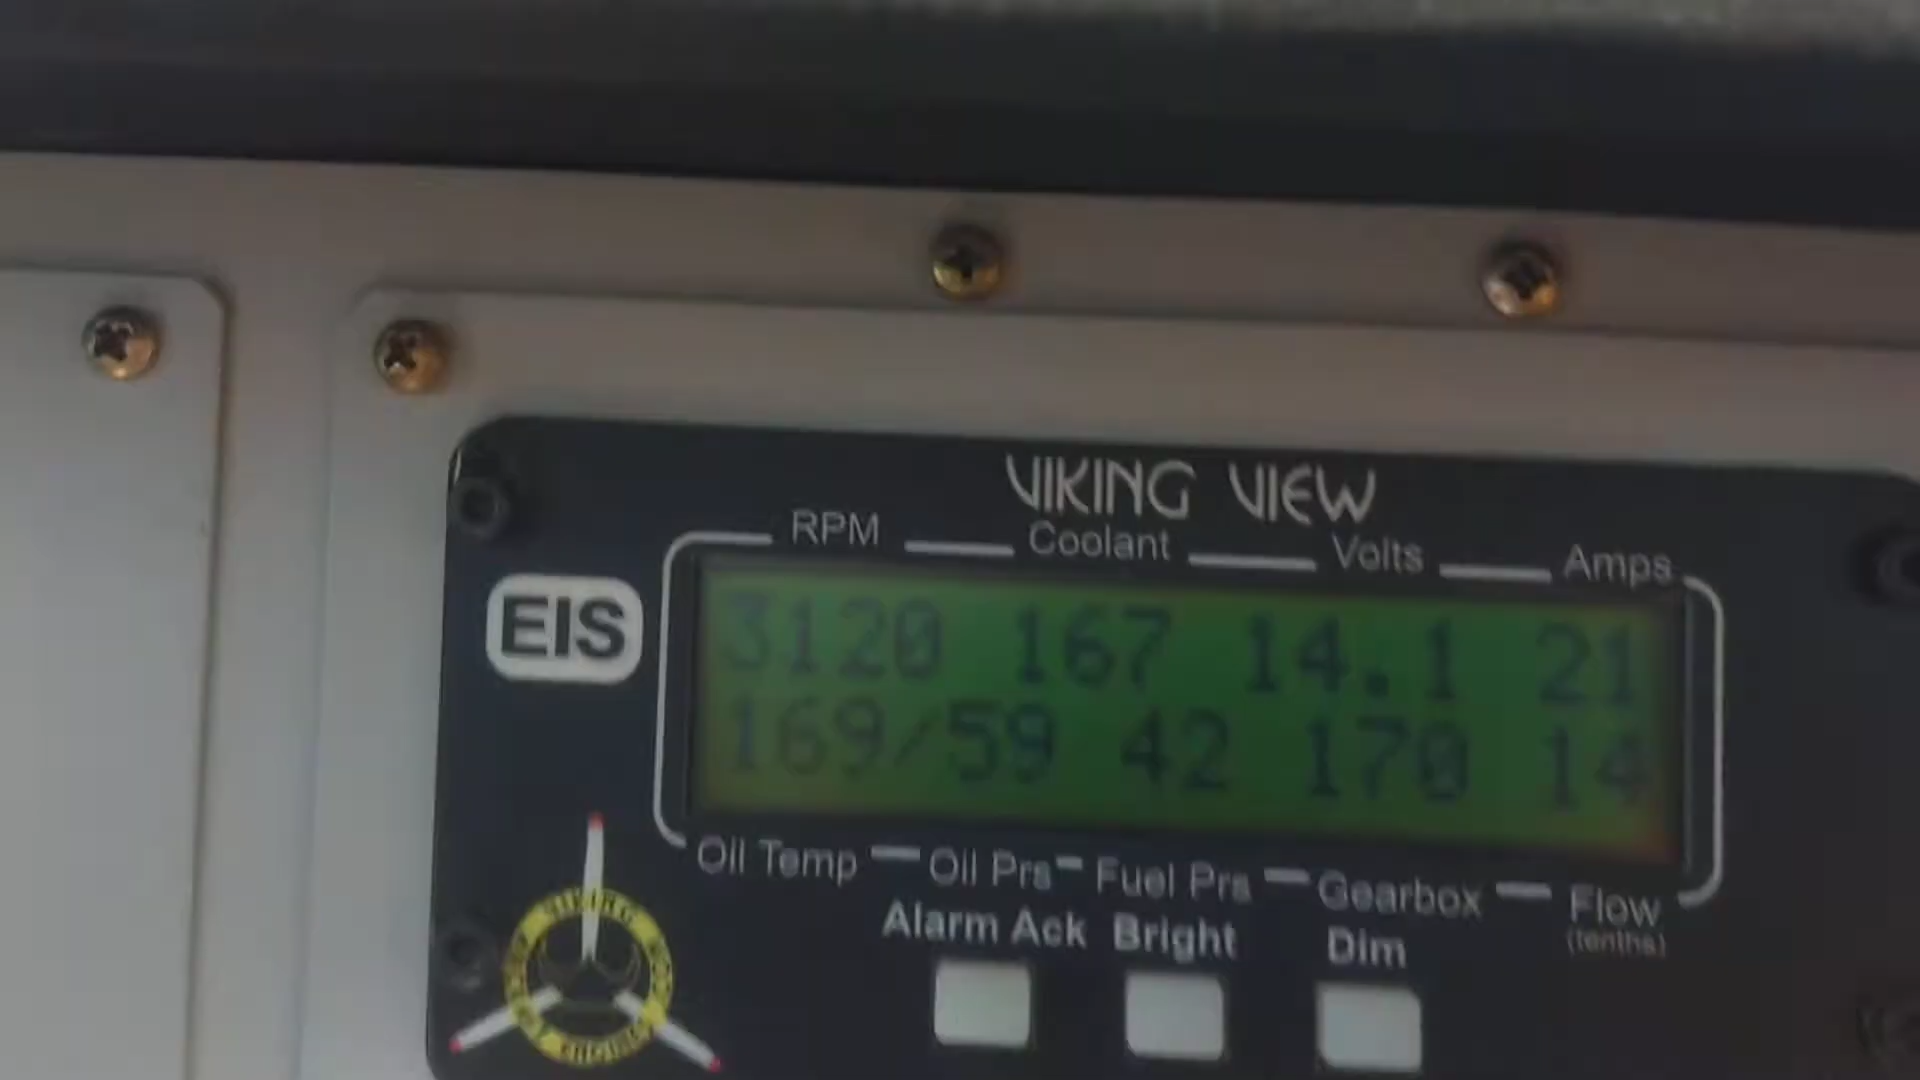 VIKING VIEW
RPM Coolant Volts Amps
EIS
3120 167 14.1 21
169/59 42 170 14
Oil Temp Oil Prs Fuel Prs Gearbox Flow
(tenths)
Alarm Ack Bright Dim
VIKING